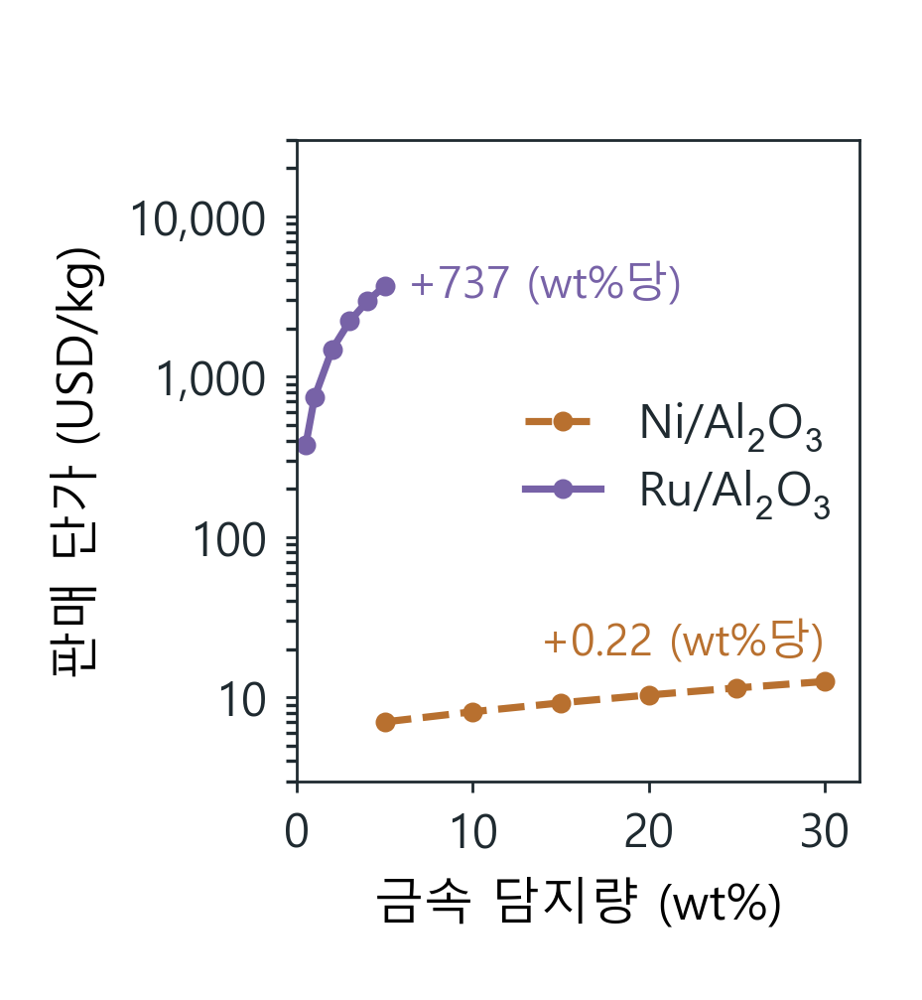 10,000
1,000
100
10
판매 단가 (USD/kg)
+737 (wt%당)
Ni/Al₂O₃
Ru/Al₂O₃
+0.22 (wt%당)
0 10 20 30
금속 담지량 (wt%)